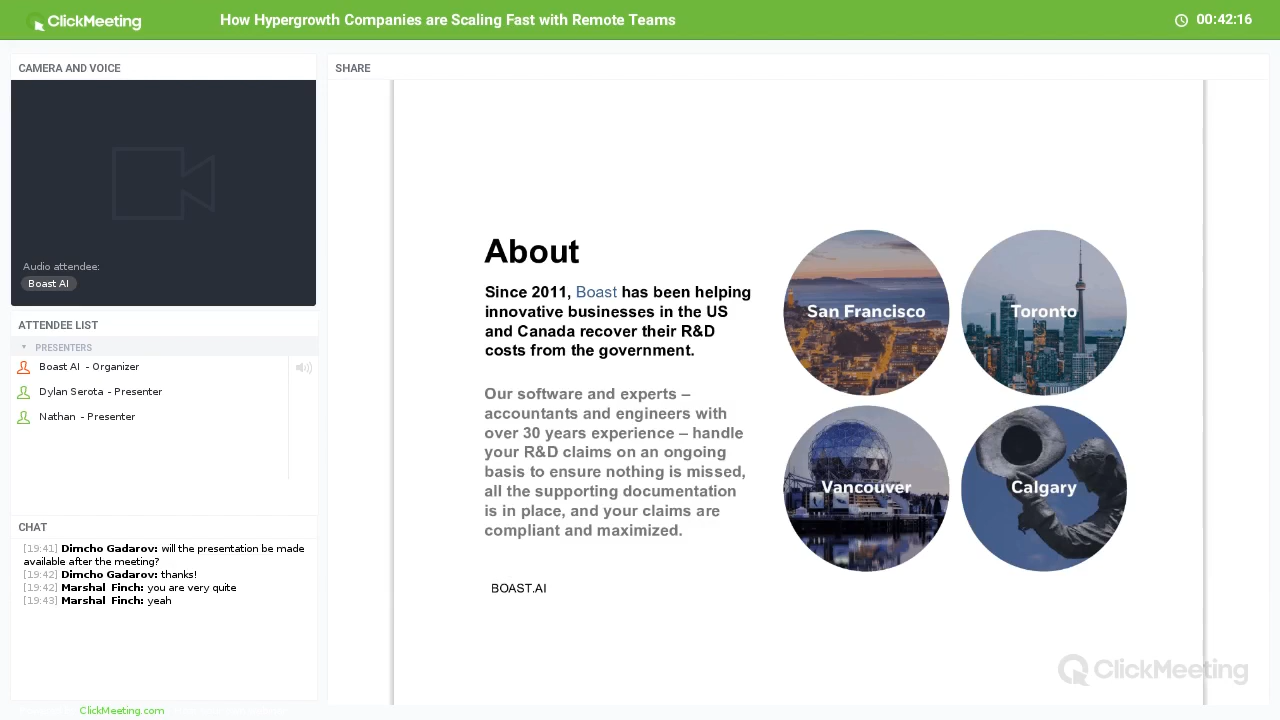 ClickMeeting
How Hypergrowth Companies are Scaling Fast with Remote Teams
00:42:16
CAMERA AND VOICE
Audio attendee:
Boast AI
ATTENDEE LIST
PRESENTERS
Boast AI - Organizer
Dylan Serota - Presenter
Nathan - Presenter
CHAT
[19:41] Dimcho Gadarov: will the presentation be made
available after the meeting?
[19:42] Dimcho Gadarov: thanks!
[19:42] Marshal Finch: you are very quite
[19:43] Marshal Finch: yeah
ClickMeeting.com
SHARE
About
Since 2011, Boast has been helping
innovative businesses in the US
and Canada recover their R&D
costs from the government.
Our software and experts –
accountants and engineers with
over 30 years experience – handle
your R&D claims on an ongoing
basis to ensure nothing is missed,
all the supporting documentation
is in place, and your claims are
compliant and maximized.
BOAST.AI
San Francisco
Toronto
Vancouver
Calgary
ClickMeeting